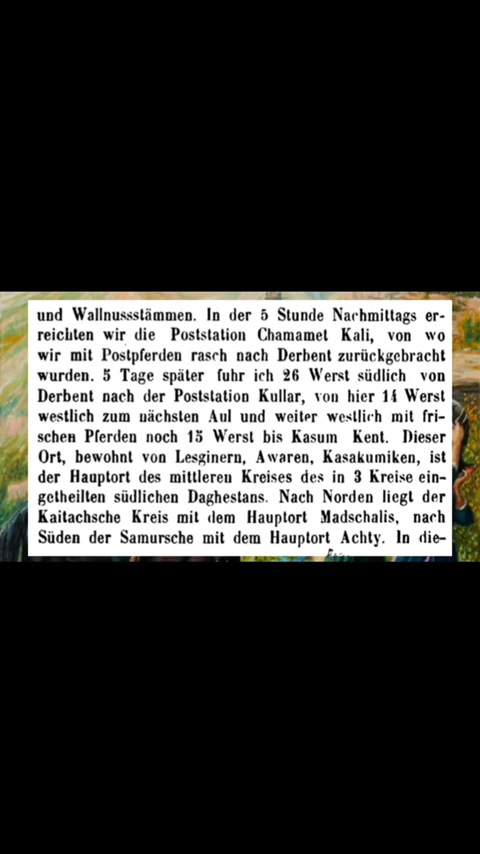 und Wallnussstämmen. In der 5 Stunde Nachmittags er-
reichten wir die Poststation Chamamet Kali, von wo
wir mit Postpferden rasch nach Derbent zurückgebracht
wurden. 5 Tage später fuhr ich 26 Werst südlich von
Derbent nach der Poststation Kullar, von hier 14 Werst
westlich zum nächsten Aul und weiter westlich mit fri-
schen Pferden noch 15 Werst bis Kasum Kent. Dieser
Ort, bewohnt von Lesginern, Awaren, Kasakumiken, ist
der Hauptort des mittleren Kreises des in 3 Kreise ein-
getheilten südlichen Daghestans. Nach Norden liegt der
Kaitachsche Kreis mit dem Hauptort Madschalis, nach
Süden der Samursche mit dem Hauptort Achty. In die-